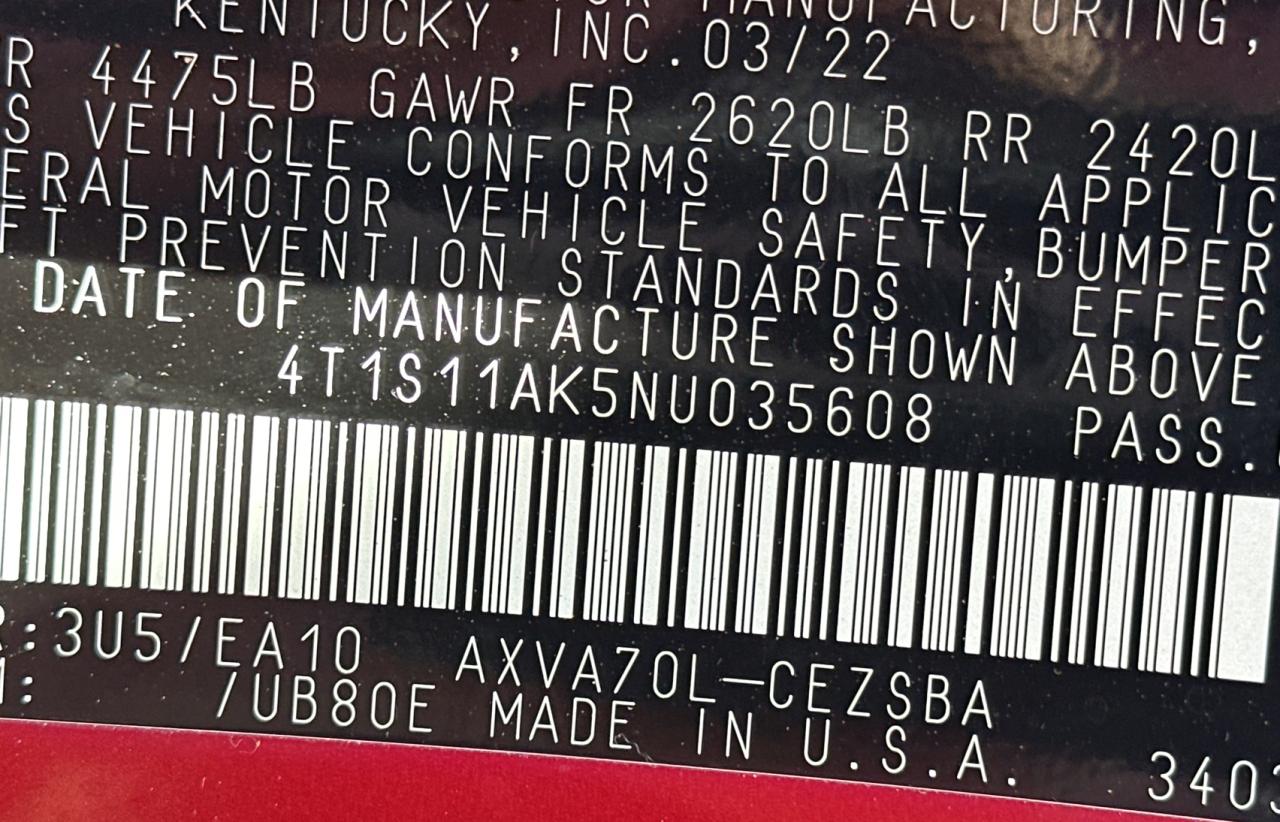 MANUFACTURING,
KENTUCKY, INC. 03/22
R 4475LB GAWR FR 2620LB RR 2420L
S VEHICLE CONFORMS TO ALL APPLIC
ERAL MOTOR VEHICLE SAFETY, BUMPER
FT PREVENTION STANDARDS IN EFFEC
DATE OF MANUFACTURE SHOWN ABOVE
4T1S11AK5NU035608 PASS.
R:3U5/EA10 AXVA70L-CEZSBA
/UB80E MADE IN U.S.A. 3403